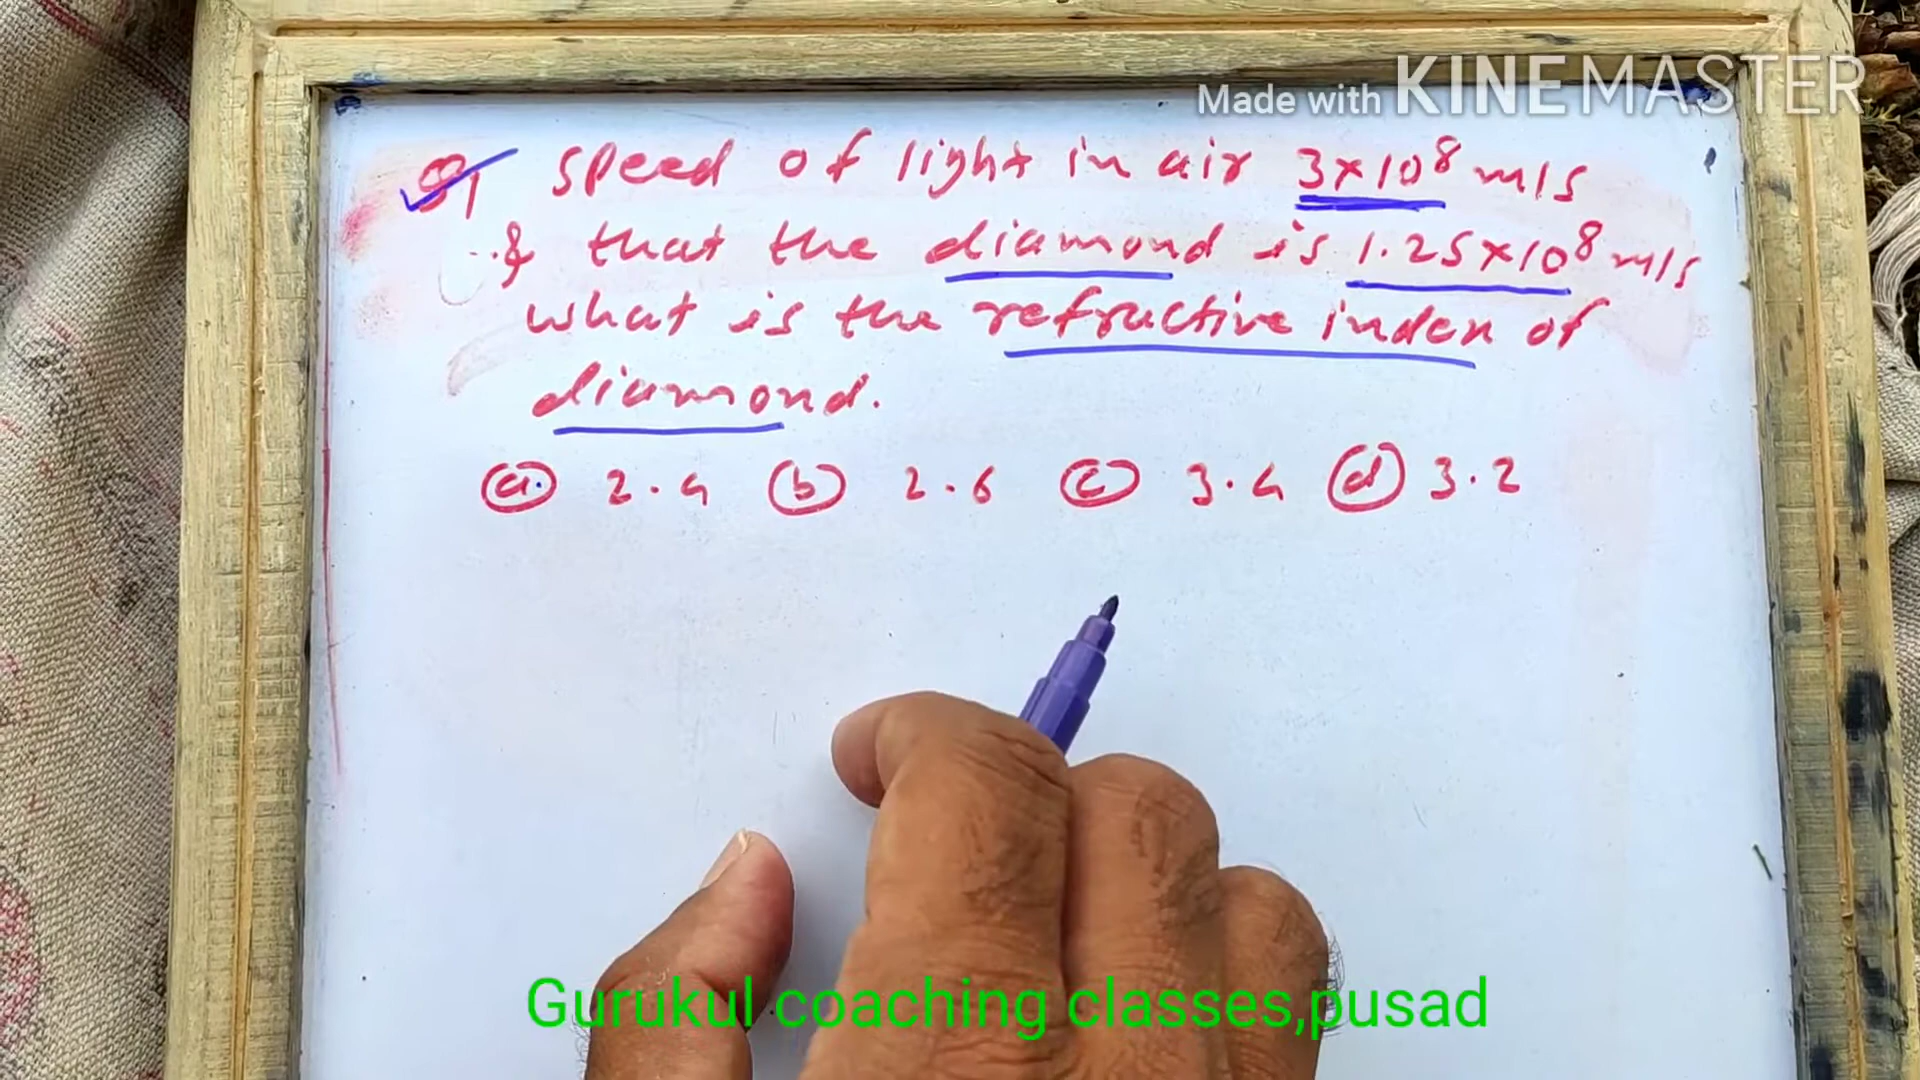 Made with KINEMASTER
Q1 speed of light in air 3×10⁸ m/s
& that the diamond is 1.25×10⁸ m/s
what is the refractive index of
diamond.
(a) 2.4 (b) 2.6 (c) 3.4 (d) 3.2
Gurukul coaching classes,pusad